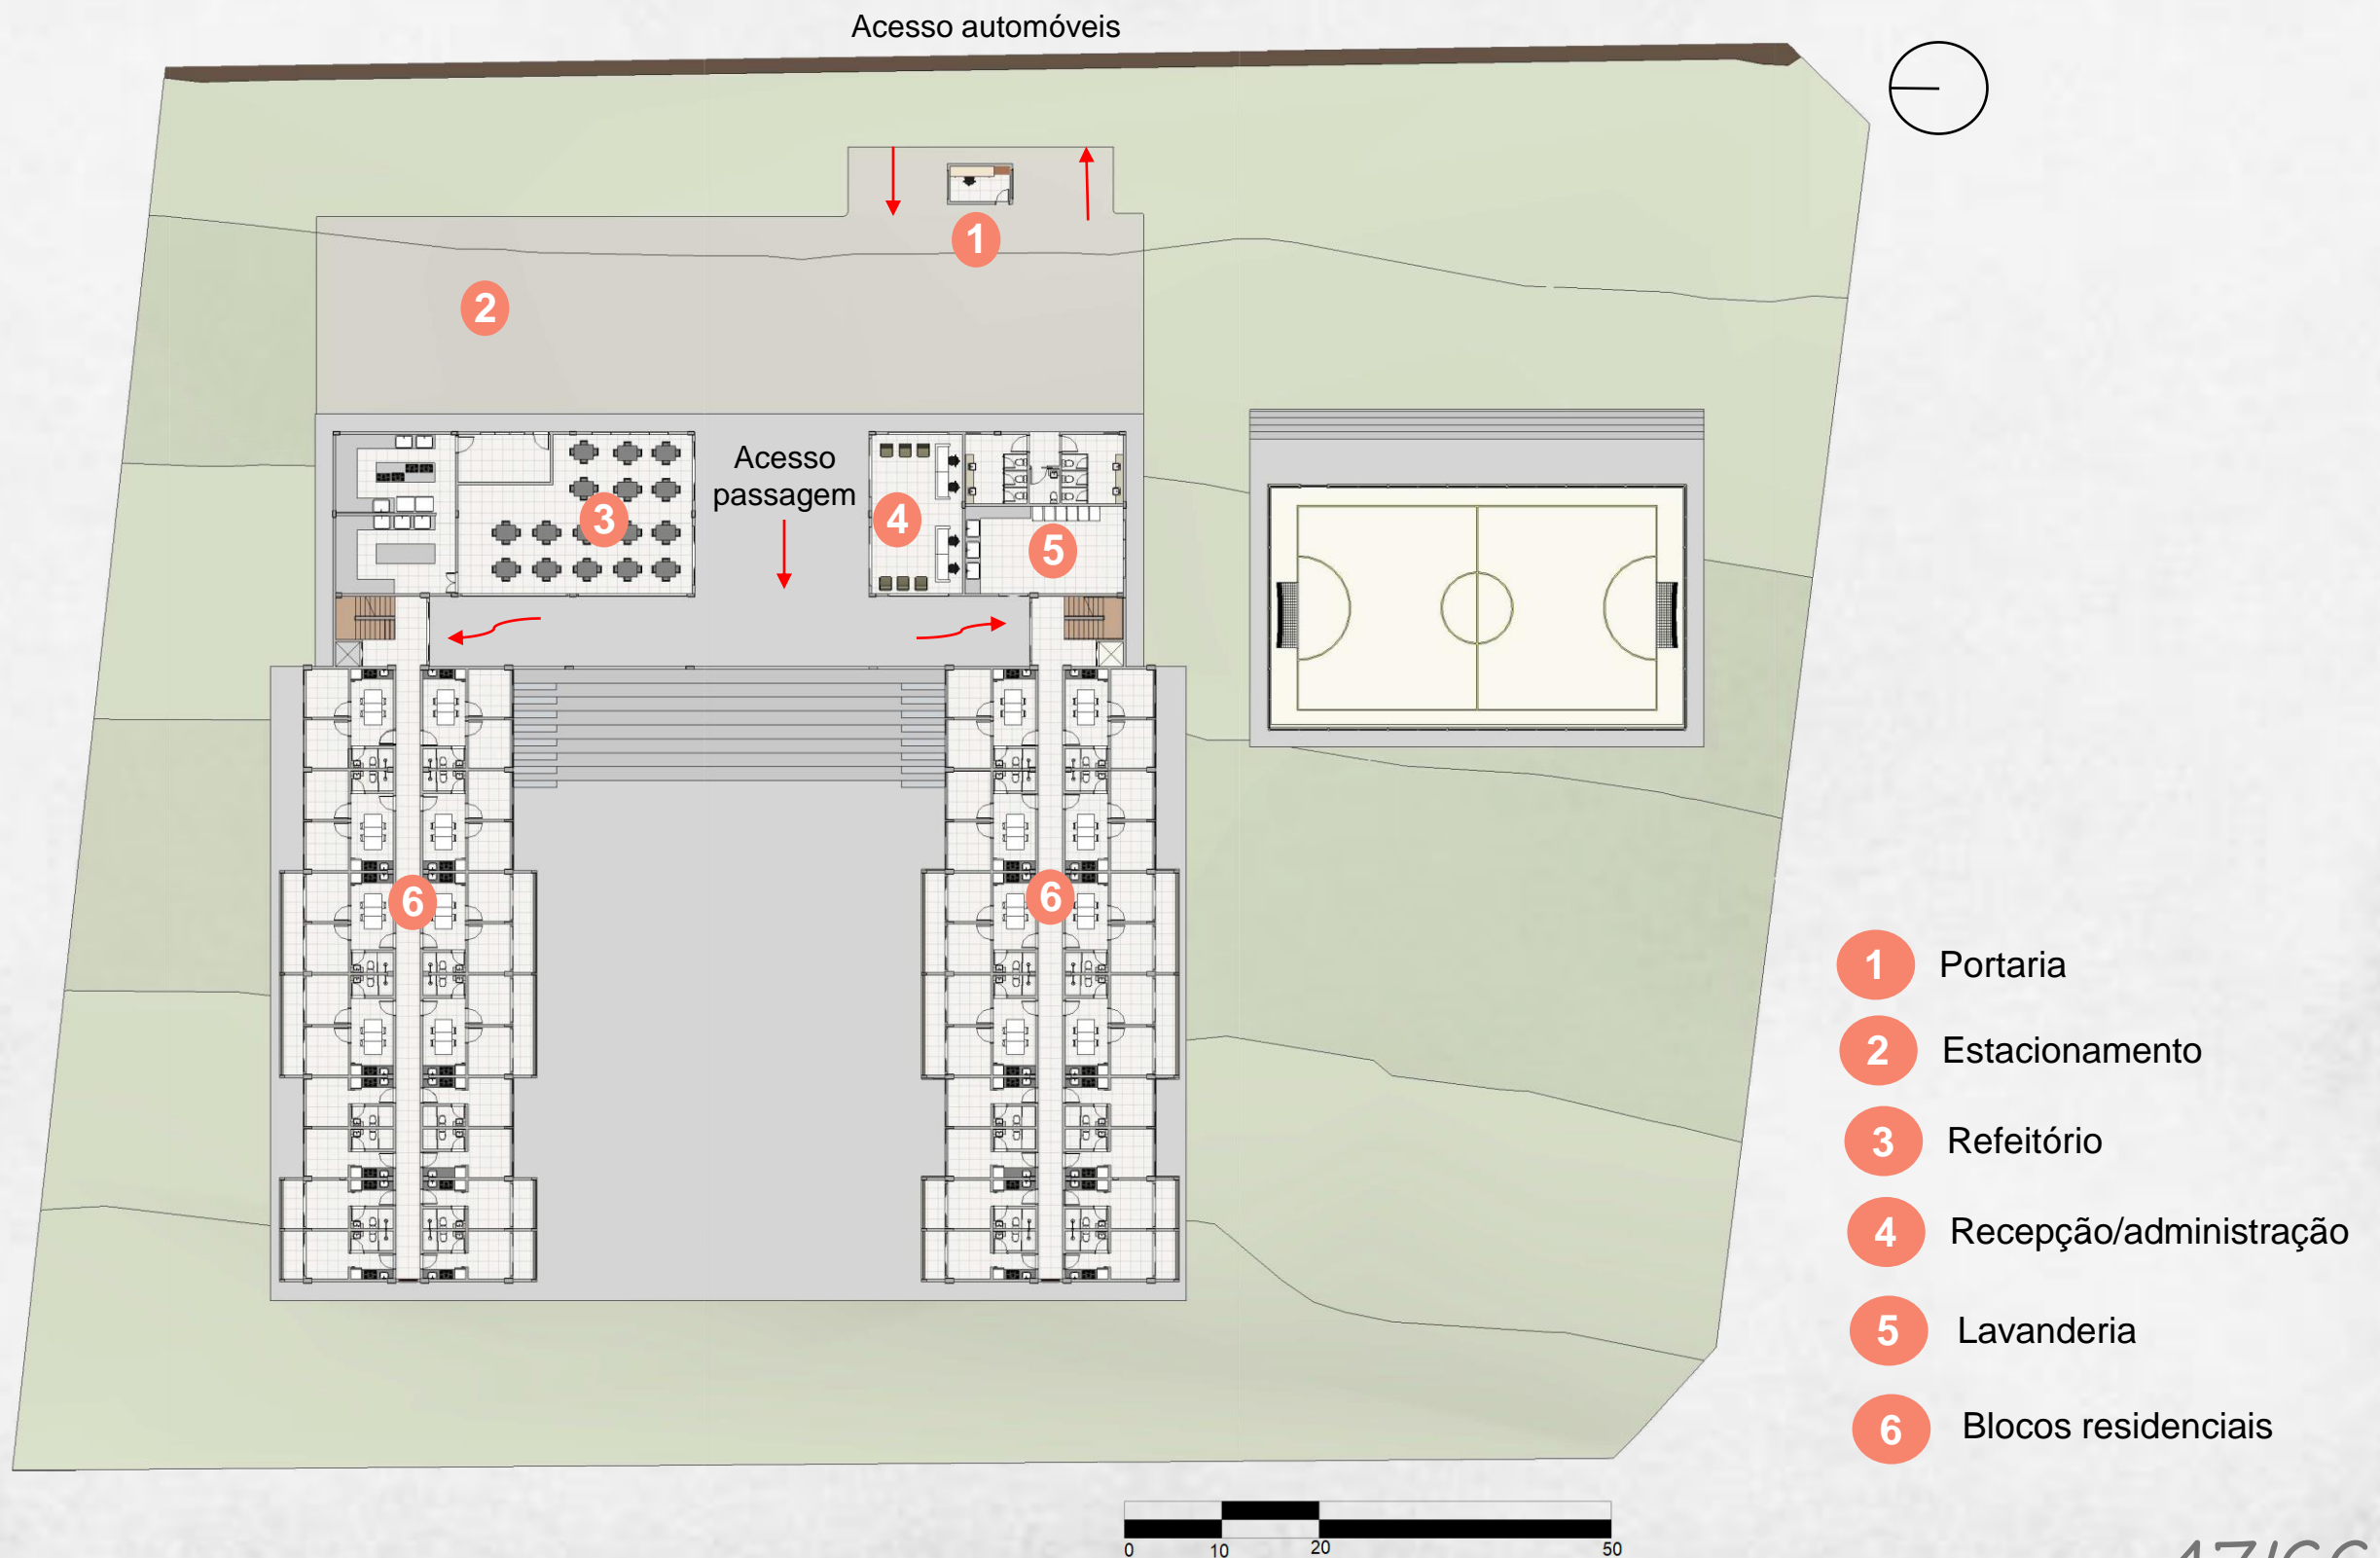 Acesso automóveis
1
2
Acesso
passagem
3
4
5
6
6
1 Portaria
2 Estacionamento
3 Refeitório
4 Recepção/administração
5 Lavanderia
6 Blocos residenciais
0 10 20 50